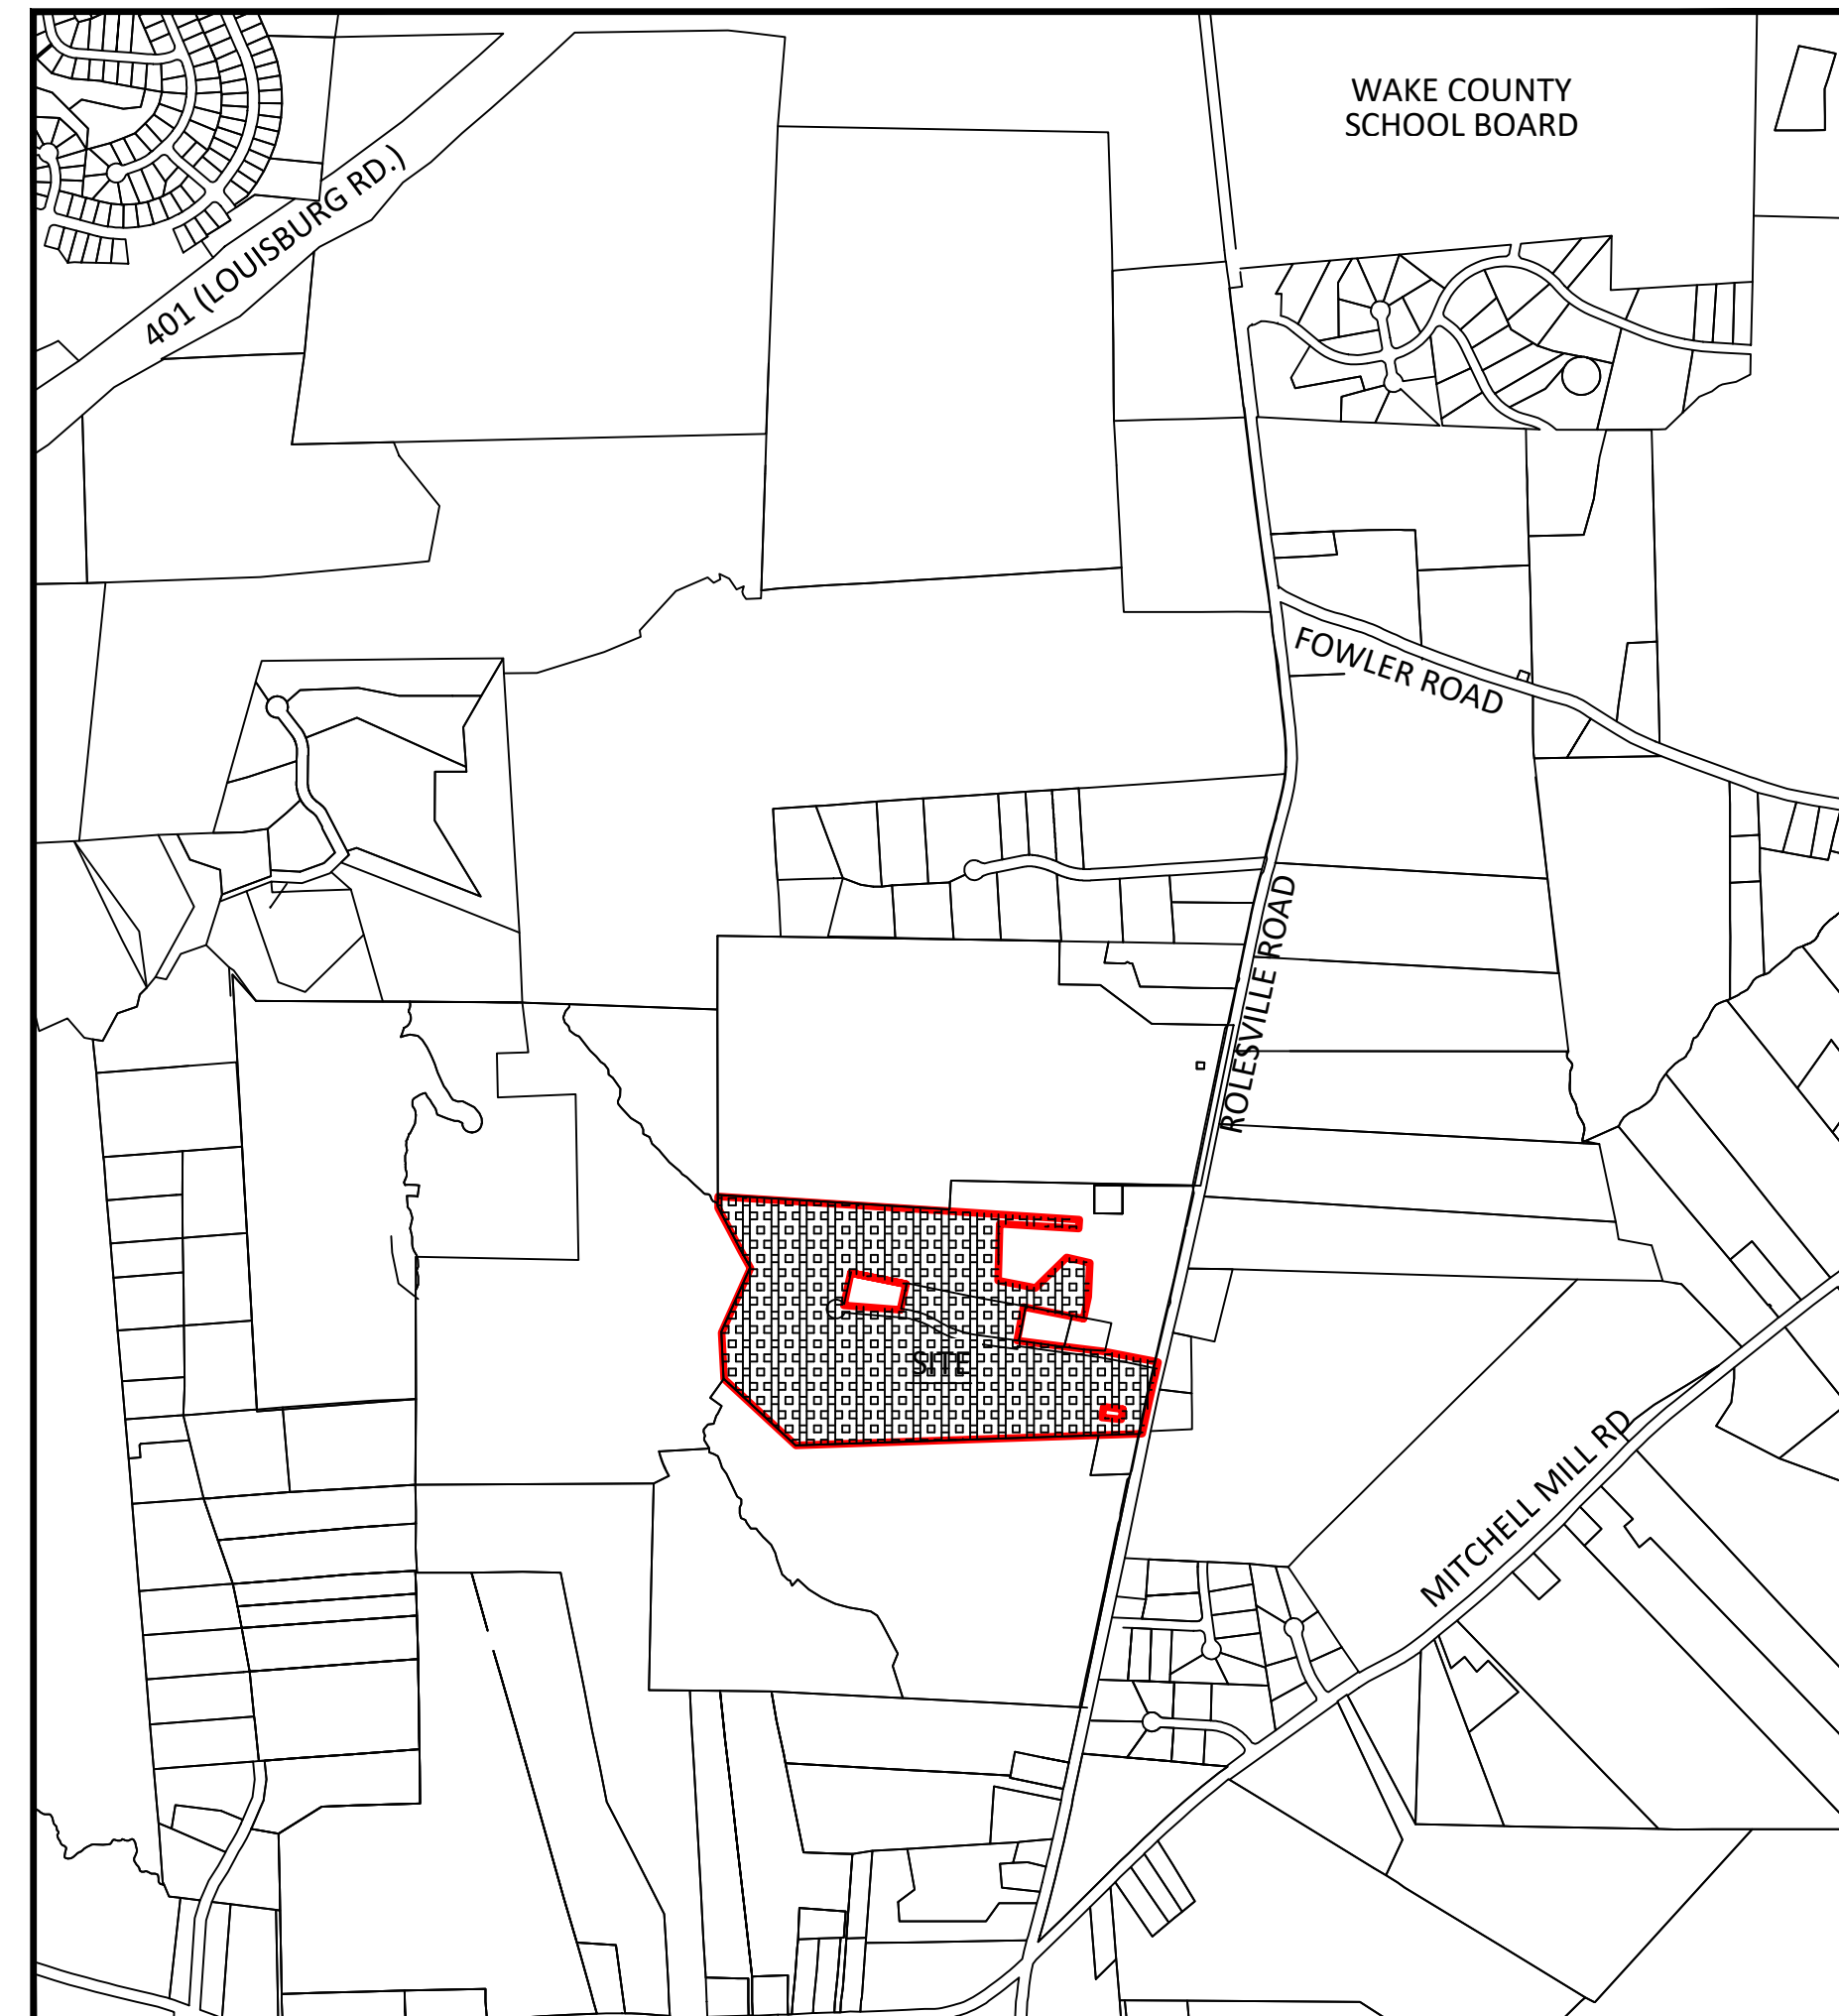 WAKE COUNTY
SCHOOL BOARD
401 (LOUISBURG RD.)
FOWLER ROAD
ROLESVILLE ROAD
SITE
MITCHELL MILL RD